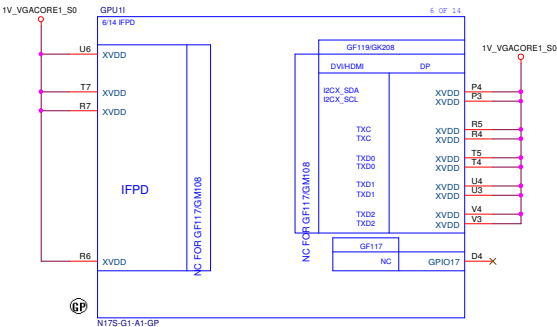 1V_VGACORE1_S0
GPU1I
6 OF 14
6/14 IFPD
GF119/GK208
1V_VGACORE1_S0
U6 XVDD
DVI/HDMI DP
T7 XVDD
I2CX_SDA XVDD P4
I2CX_SCL XVDD P3
R7 XVDD
TXC XVDD R5
TXC XVDD R4
TXD0 XVDD T5
TXD0 XVDD T4
IFPD
NC FOR GF117/GM108
NC FOR GF117/GM108
TXD1 XVDD U4
TXD1 XVDD U3
TXD2 XVDD V4
TXD2 XVDD V3
GF117
R6 XVDD
NC GPIO17 D4
GP
N17S-G1-A1-GP